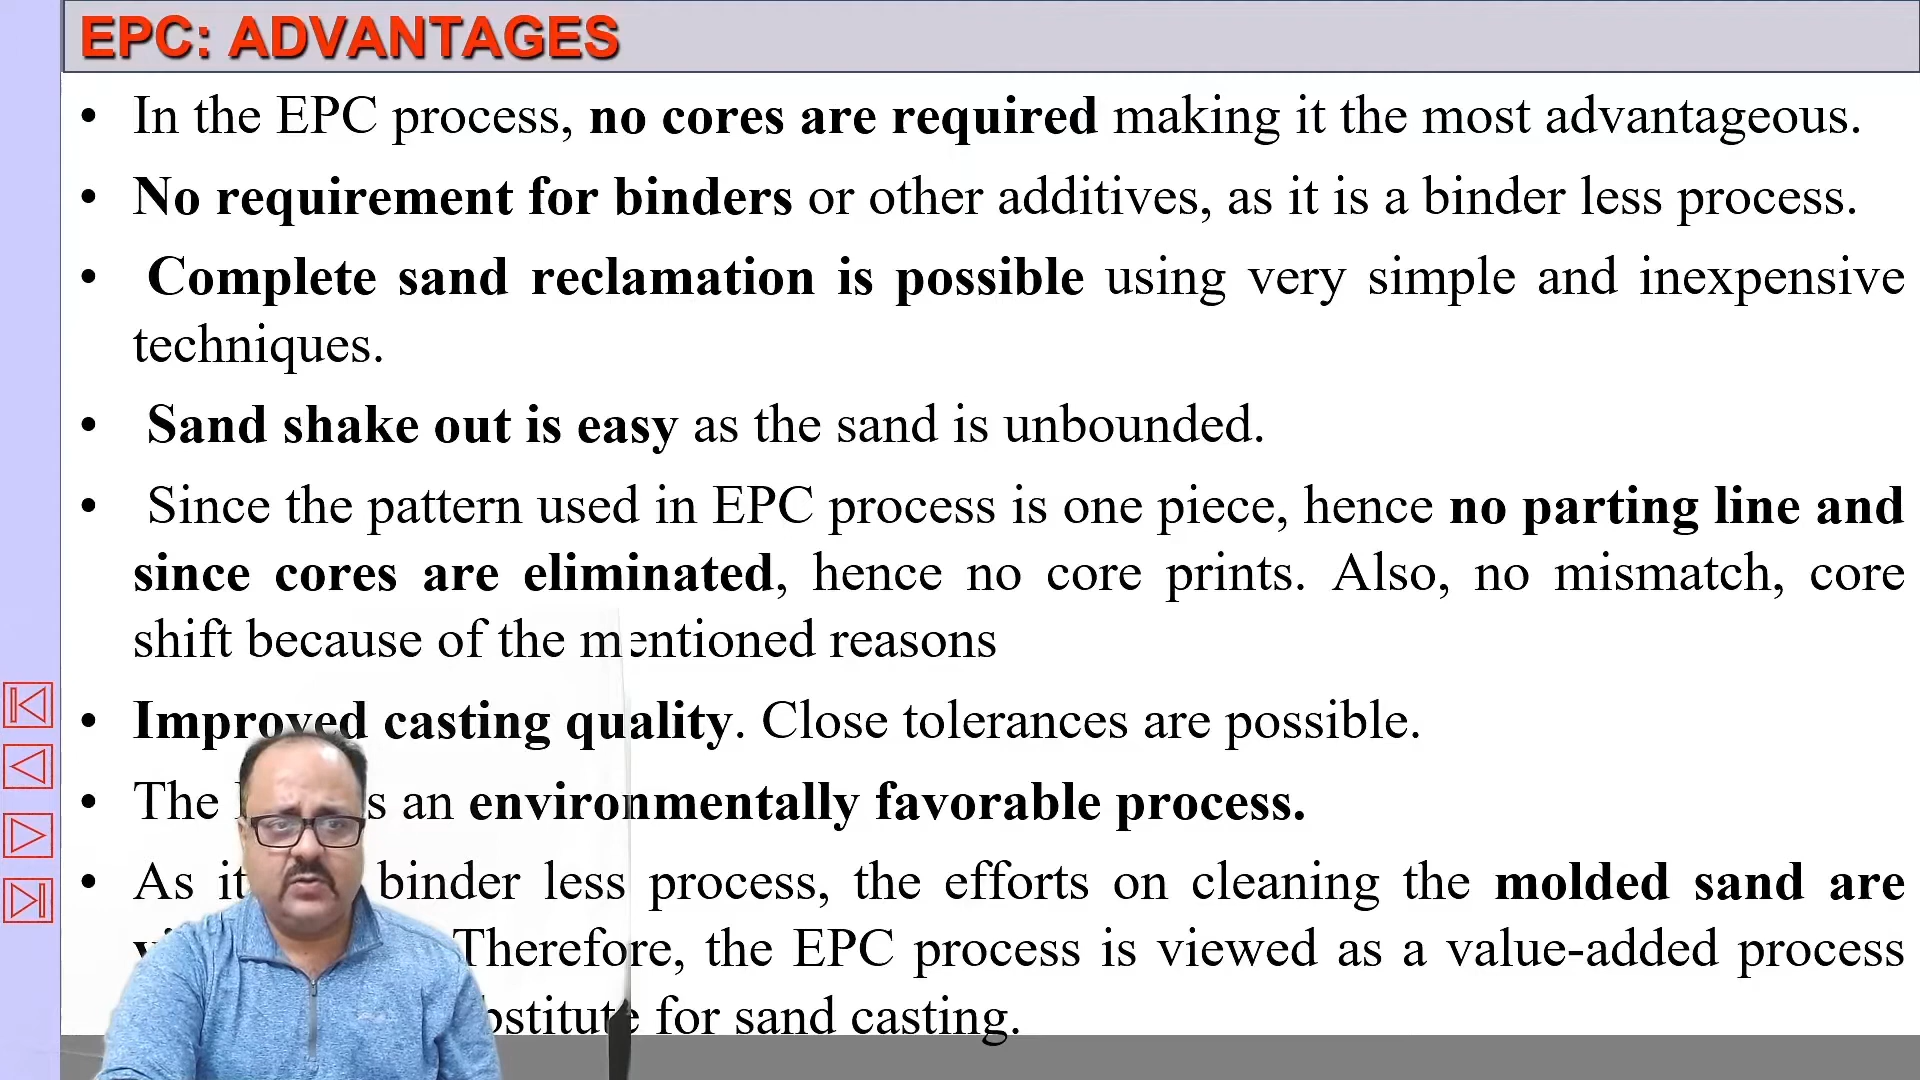 EPC: ADVANTAGES
• In the EPC process, no cores are required making it the most advantageous.
• No requirement for binders or other additives, as it is a binder less process.
• Complete sand reclamation is possible using very simple and inexpensive
techniques.
• Sand shake out is easy as the sand is unbounded.
• Since the pattern used in EPC process is one piece, hence no parting line and
since cores are eliminated, hence no core prints. Also, no mismatch, core
shift because of the mentioned reasons
• Improved casting quality. Close tolerances are possible.
• The an environmentally favorable process.
• As it binder less process, the efforts on cleaning the molded sand are
Therefore, the EPC process is viewed as a value-added process
for sand casting.